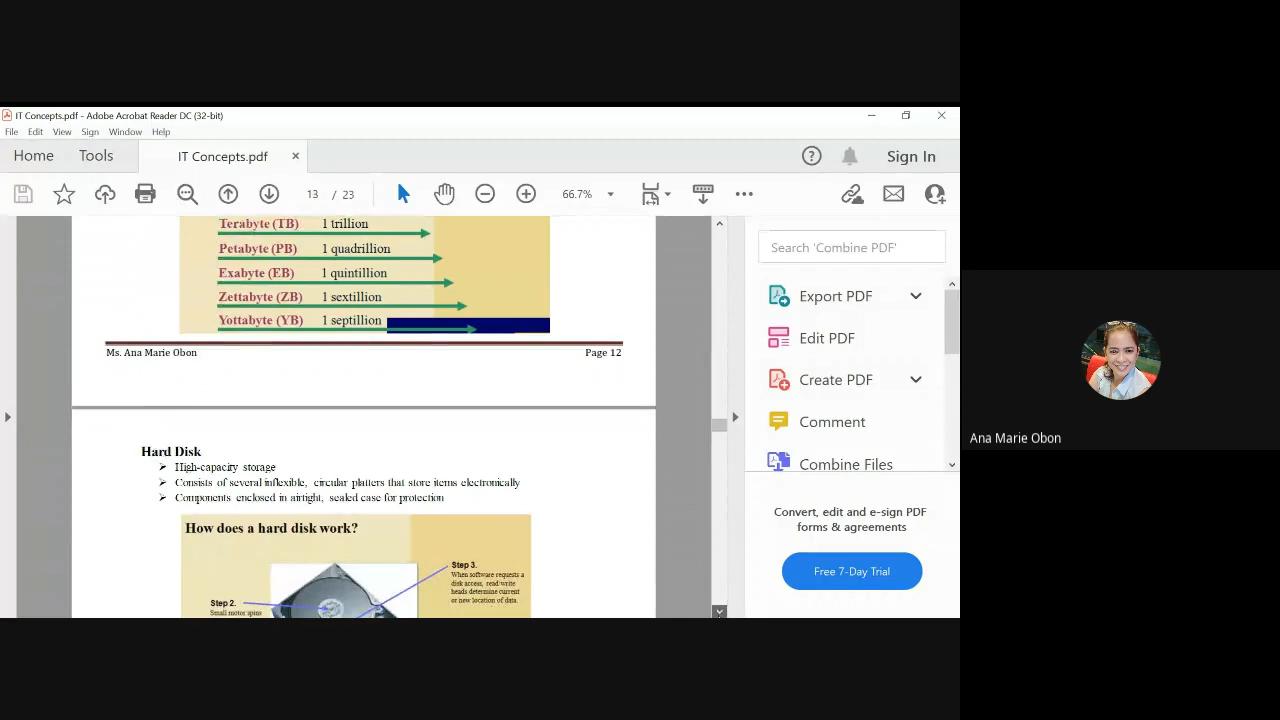 IT Concepts.pdf - Adobe Acrobat Reader DC (32-bit)
File Edit View Sign Window Help
Home Tools IT Concepts.pdf × Sign In
13 / 23 66.7%
Terabyte (TB) 1 trillion
Petabyte (PB) 1 quadrillion
Exabyte (EB) 1 quintillion
Zettabyte (ZB) 1 sextillion
Yottabyte (YB) 1 septillion
Ms. Ana Marie Obon Page 12
Hard Disk
High-capacity storage
Consists of several inflexible, circular platters that store items electronically
Components enclosed in airtight, sealed case for protection
How does a hard disk work?
Step 3.
When software requests a
disk access, read/write
heads determine current
or new location of data.
Step 2.
Small motor spins
Search 'Combine PDF'
Export PDF
Edit PDF
Create PDF
Comment
Combine Files
Convert, edit and e-sign PDF
forms & agreements
Free 7-Day Trial
Ana Marie Obon